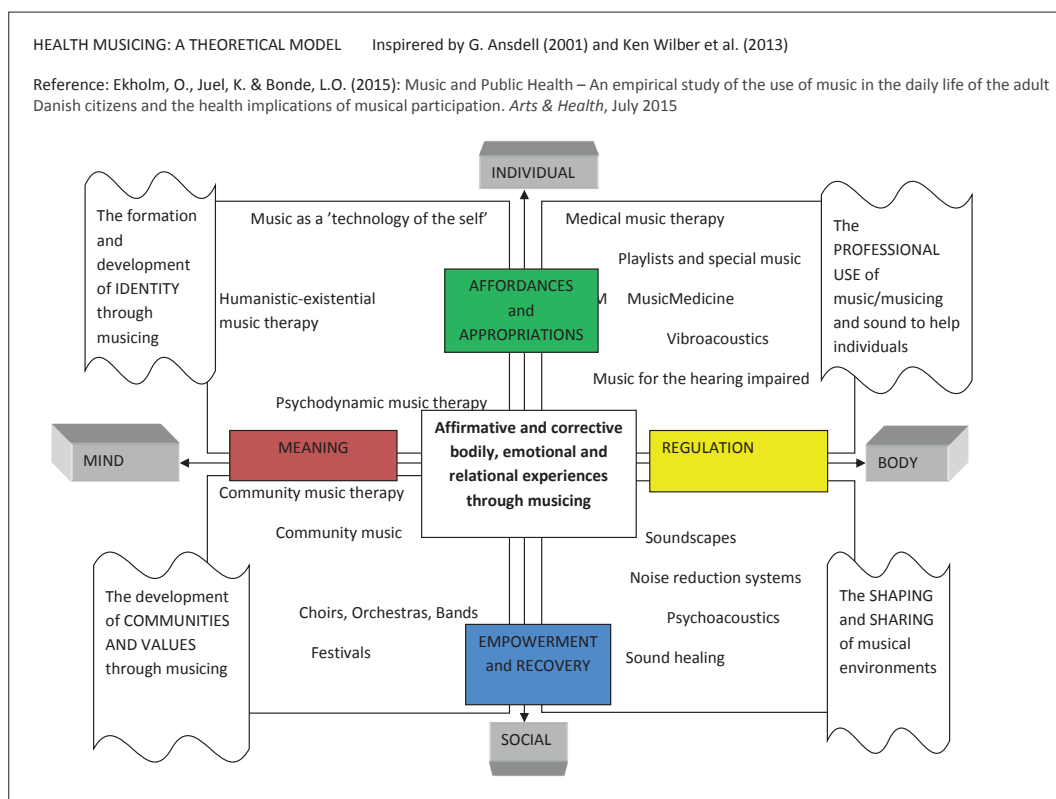 HEALTH MUSICING: A THEORETICAL MODEL Inspirered by G. Ansdell (2001) and Ken Wilber et al. (2013)
Reference: Ekholm, O., Juel, K. & Bonde, L.O. (2015): Music and Public Health – An empirical study of the use of music in the daily life of the adult
Danish citizens and the health implications of musical participation. Arts & Health, July 2015
INDIVIDUAL
The formation
and
development
of IDENTITY
through
musicing
Music as a ’technology of the self’
Humanistic-existential
music therapy
Psychodynamic music therapy
AFFORDANCES
and
APPROPRIATIONS
Medical music therapy
Playlists and special music
M MusicMedicine
Vibroacoustics
Music for the hearing impaired
The
PROFESSIONAL
USE of
music/musicing
and sound to help
individuals
MIND
MEANING
Affirmative and corrective
bodily, emotional and
relational experiences
through musicing
REGULATION
BODY
Community music therapy
Community music
Choirs, Orchestras, Bands
Festivals
The development
of COMMUNITIES
AND VALUES
through musicing
EMPOWERMENT
and RECOVERY
Soundscapes
Noise reduction systems
Psychoacoustics
Sound healing
The SHAPING
and SHARING
of musical
environments
SOCIAL